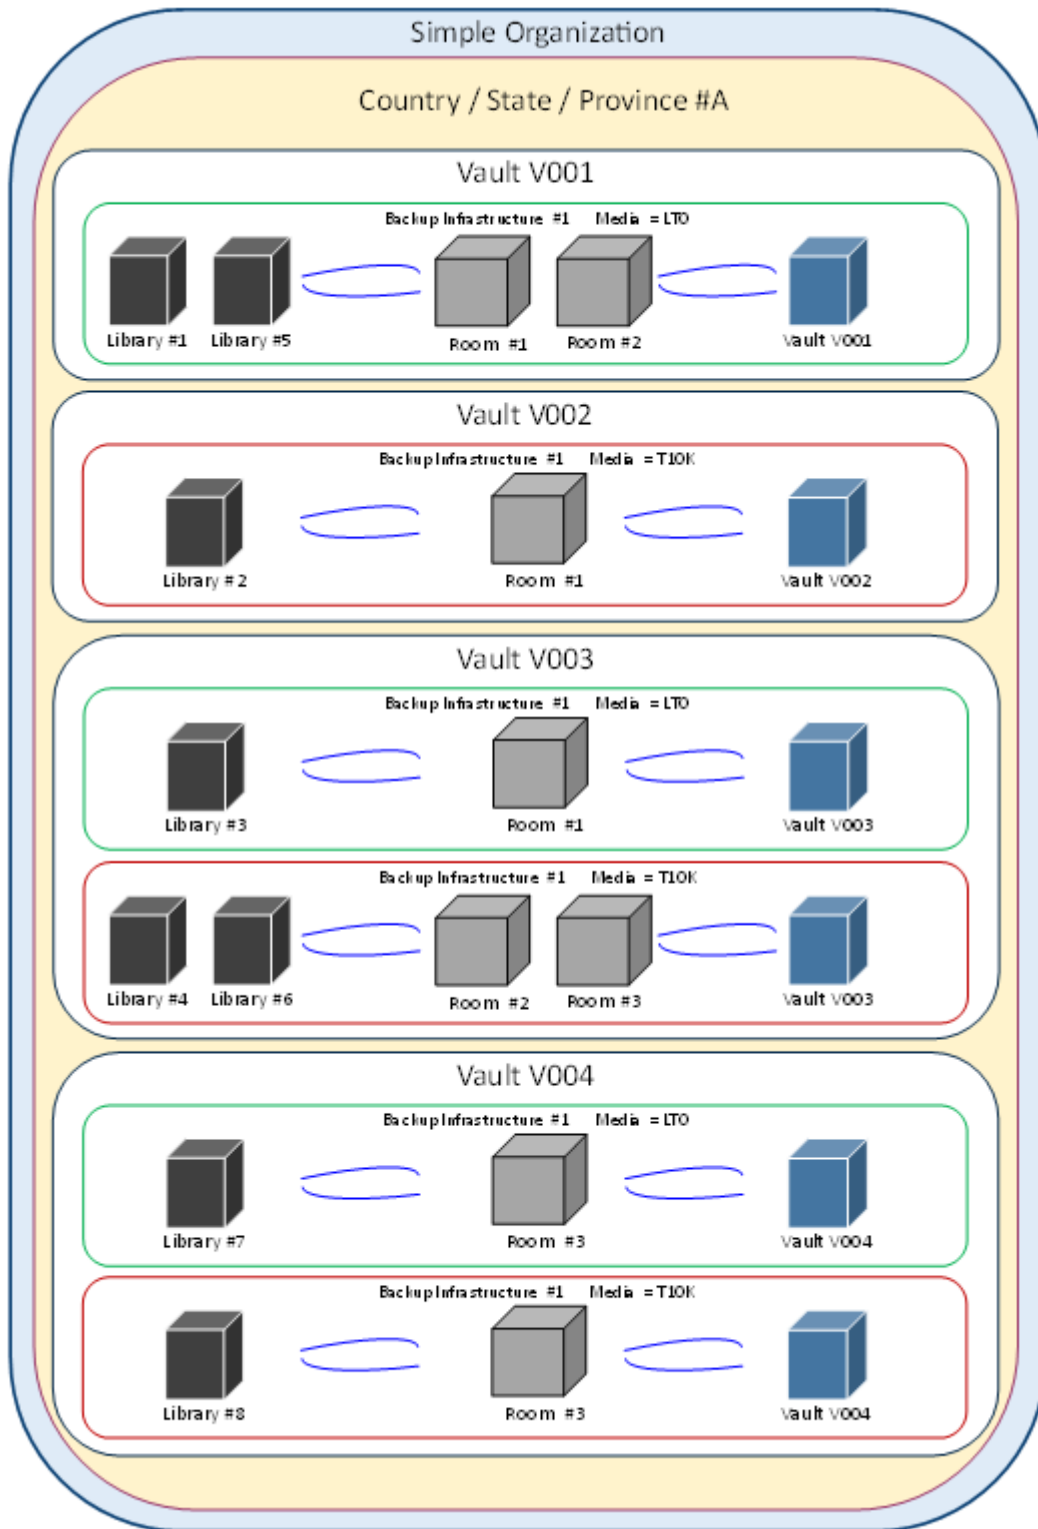 Simple Organization
Country / State / Province #A
Vault V001
Backup Infrastructure #1 Media = LTO
Library #1 Library #5 Room #1 Room #2 Vault V001
Vault V002
Backup Infrastructure #1 Media = T10K
Library #2 Room #1 Vault V002
Vault V003
Backup Infrastructure #1 Media = LTO
Library #3 Room #1 Vault V003
Backup Infrastructure #1 Media = T10K
Library #4 Library #6 Room #2 Room #3 Vault V003
Vault V004
Backup Infrastructure #1 Media = LTO
Library #7 Room #3 Vault V004
Backup Infrastructure #1 Media = T10K
Library #8 Room #3 Vault V004